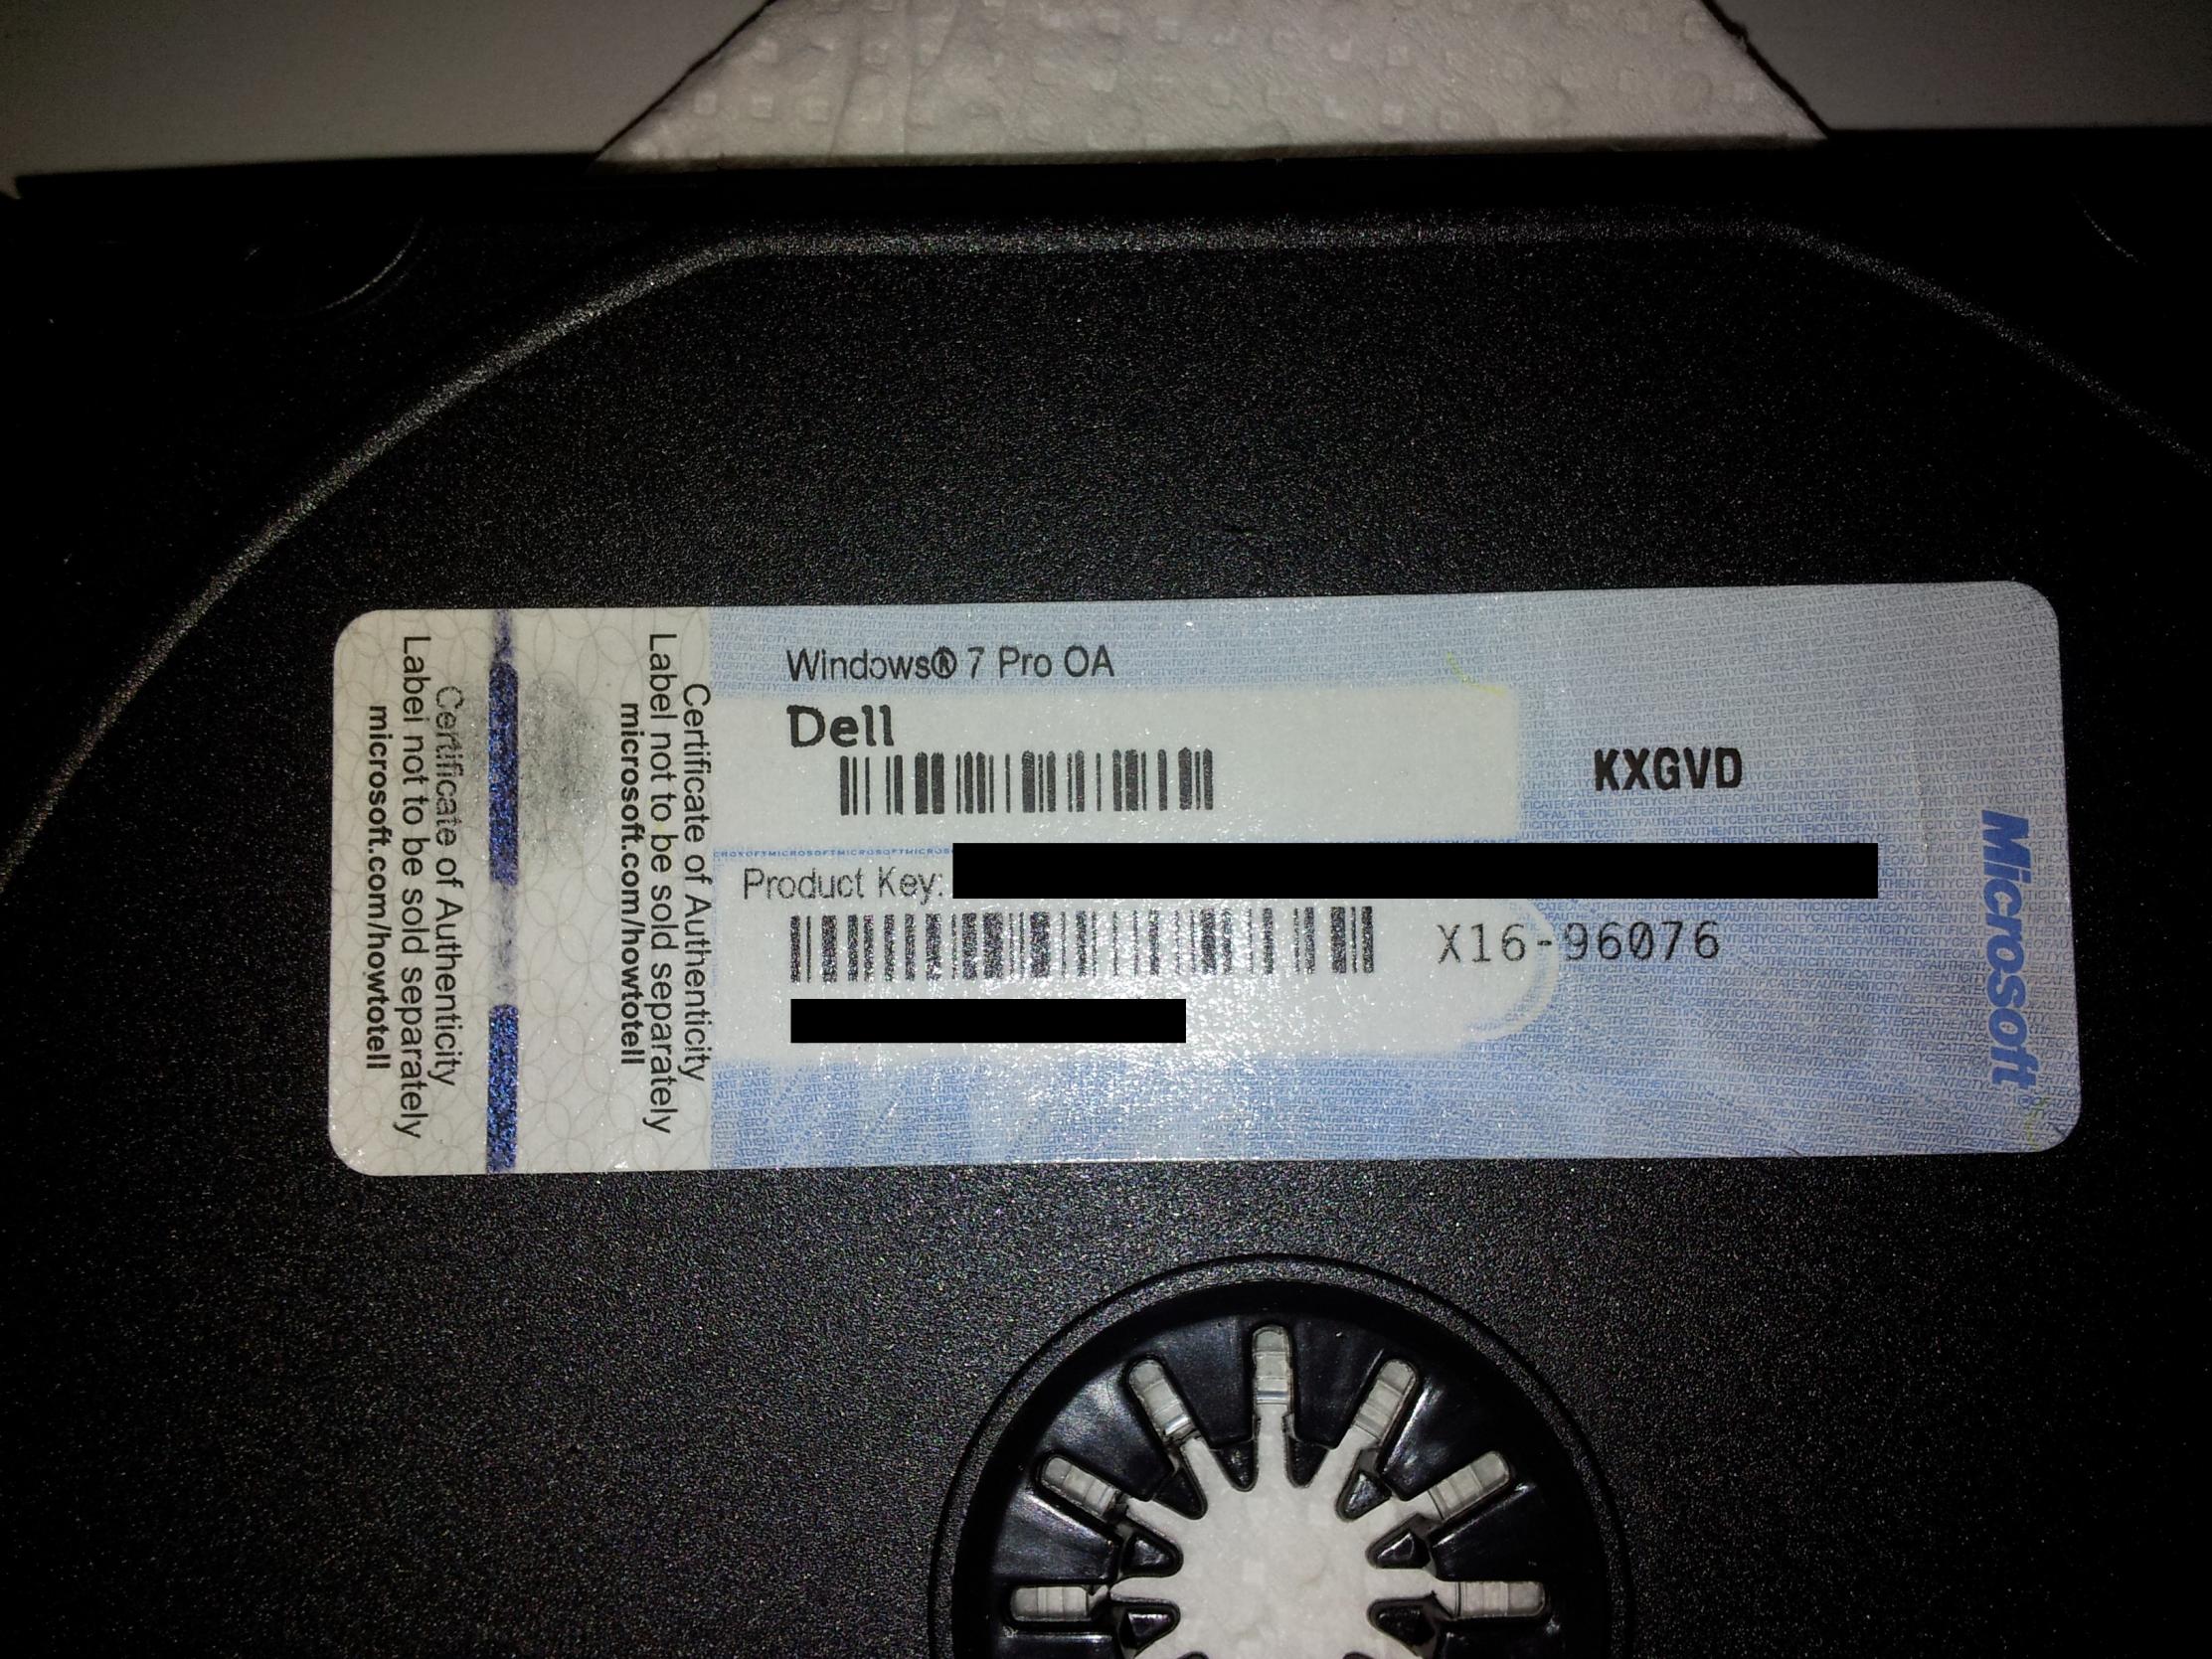 Windows® 7 Pro OA
Dell
KXGVD
Product Key:
X16-96076
Microsoft®
Certificate of Authenticity
Label not to be sold separately
microsoft.com/howtotell
Certificate of Authenticity
Label not to be sold separately
microsoft.com/howtotell